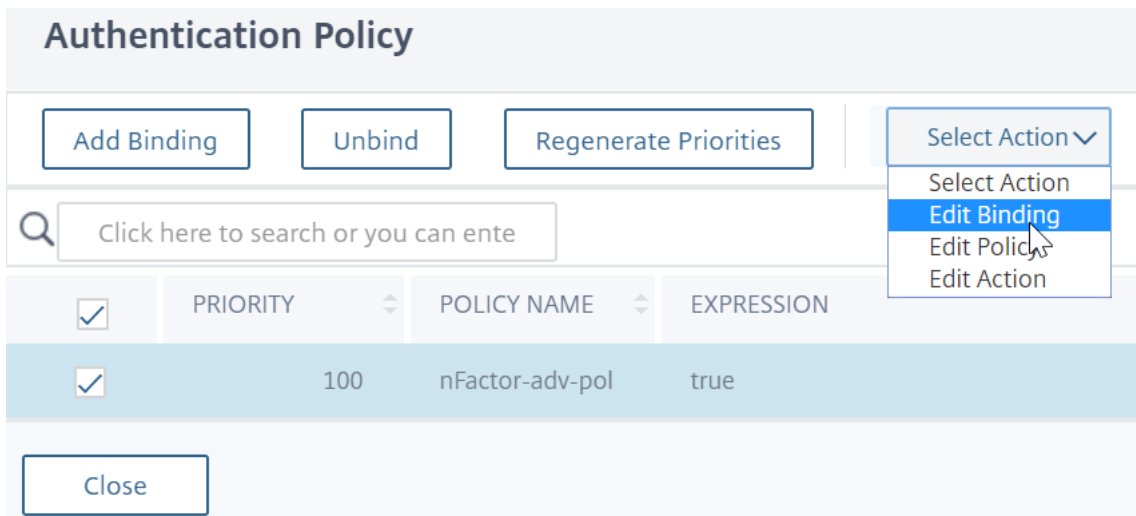 Authentication Policy
Add Binding Unbind Regenerate Priorities Select Action
Select Action
Edit Binding
Edit Policy
Edit Action
Click here to search or you can ente
PRIORITY POLICY NAME EXPRESSION
100 nFactor-adv-pol true
Close